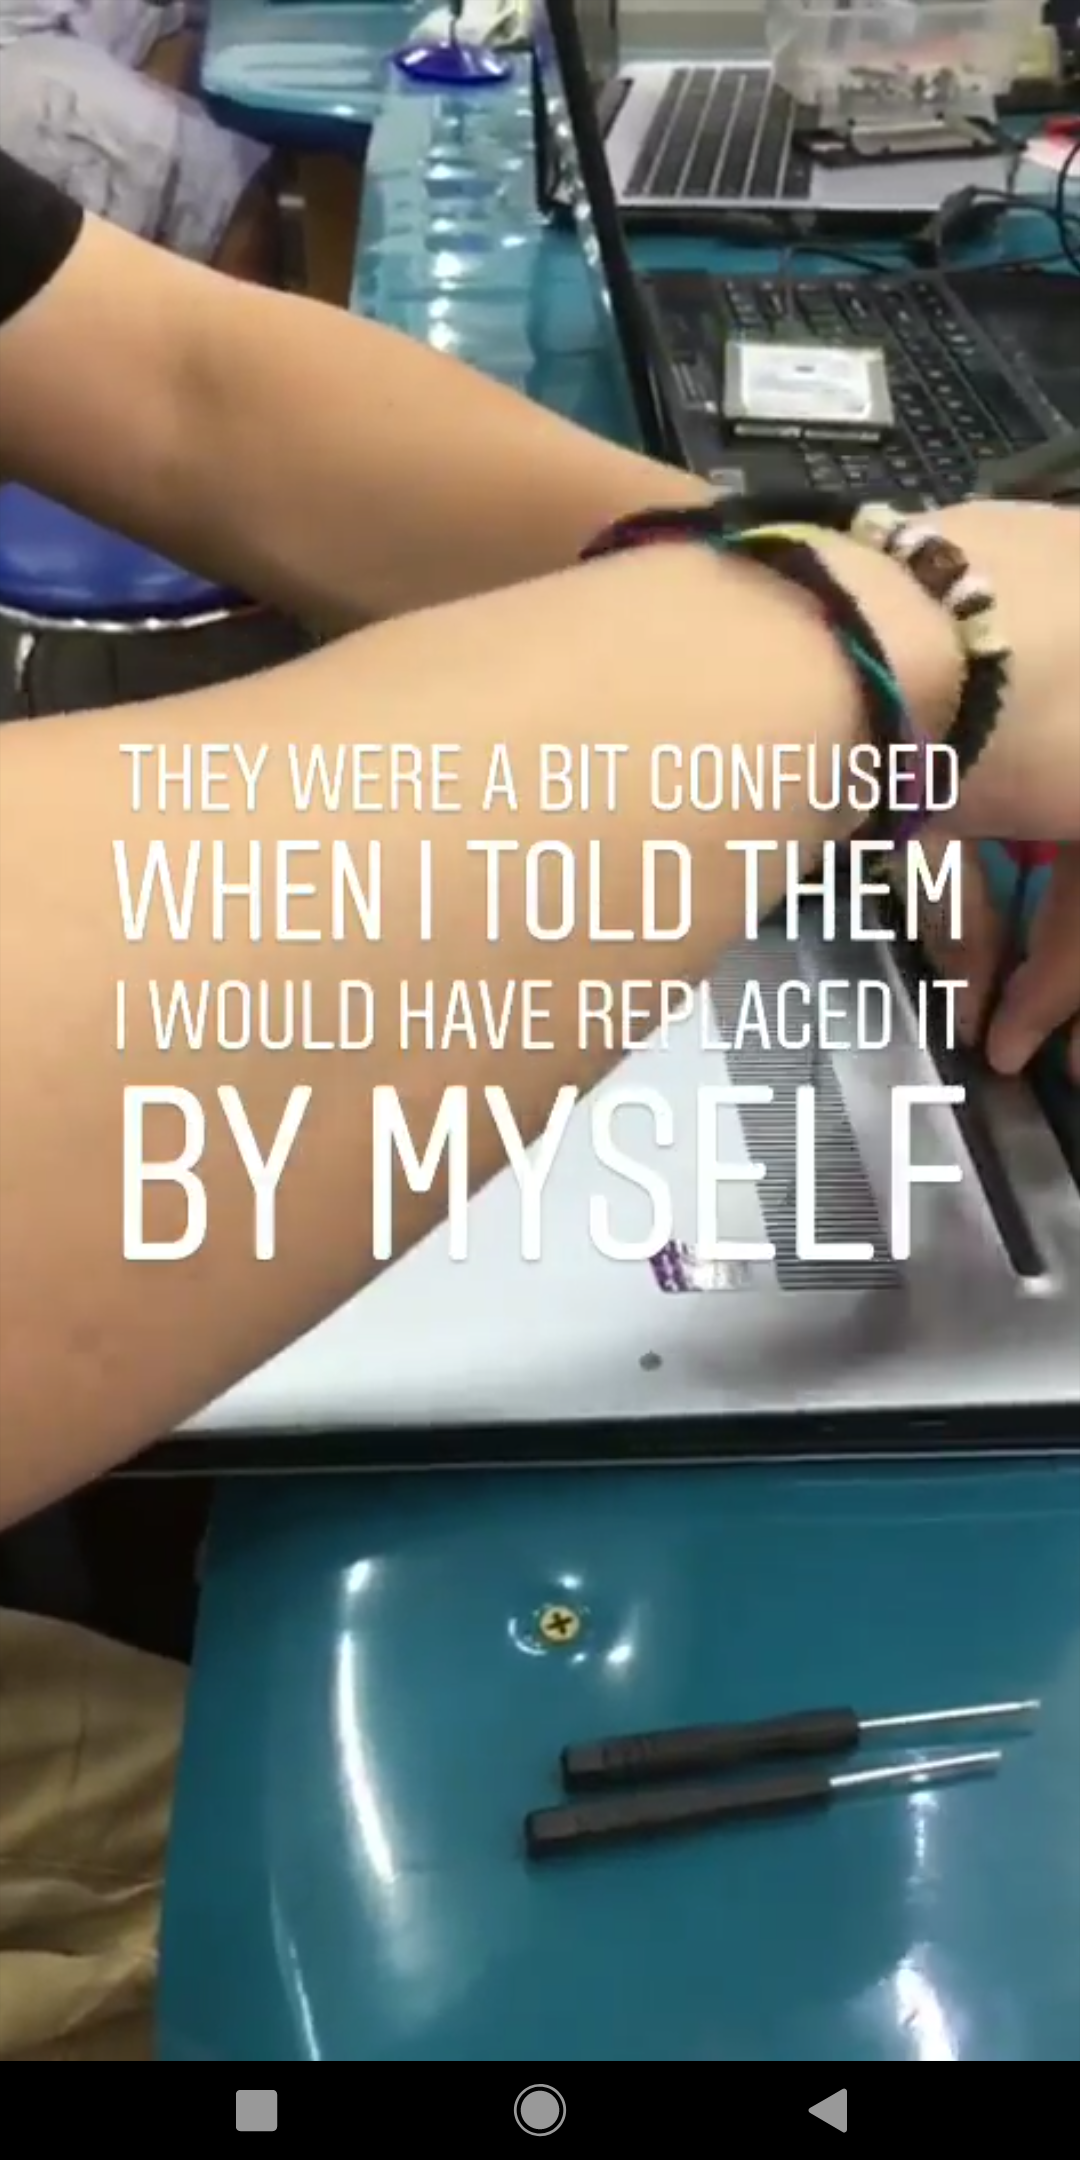 THEY WERE A BIT CONFUSED
WHEN I TOLD THEM
I WOULD HAVE REPLACED IT
BY MYSELF